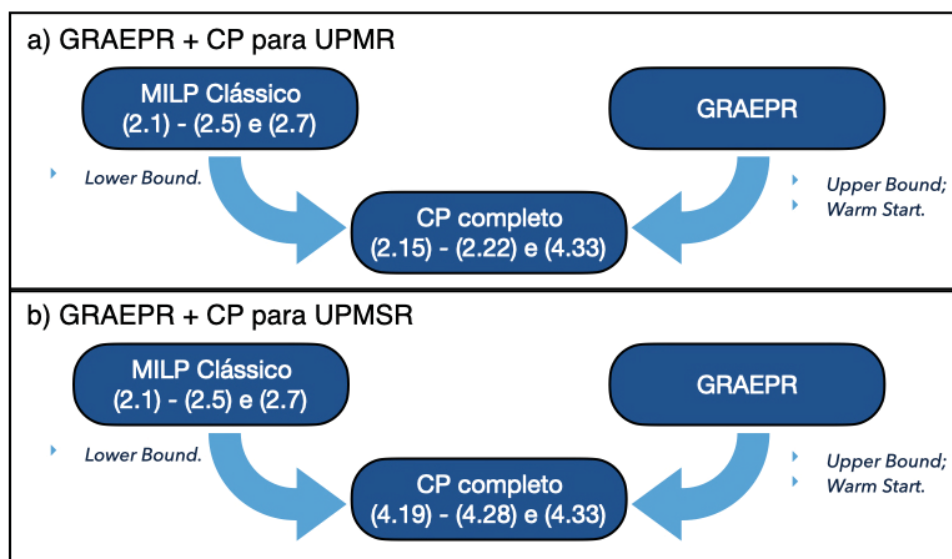 a) GRAEPR + CP para UPMR
MILP Clássico
(2.1) - (2.5) e (2.7)
GRAEPR
Lower Bound.
Upper Bound;
Warm Start.
CP completo
(2.15) - (2.22) e (4.33)
b) GRAEPR + CP para UPMSR
MILP Clássico
(2.1) - (2.5) e (2.7)
GRAEPR
Lower Bound.
Upper Bound;
Warm Start.
CP completo
(4.19) - (4.28) e (4.33)